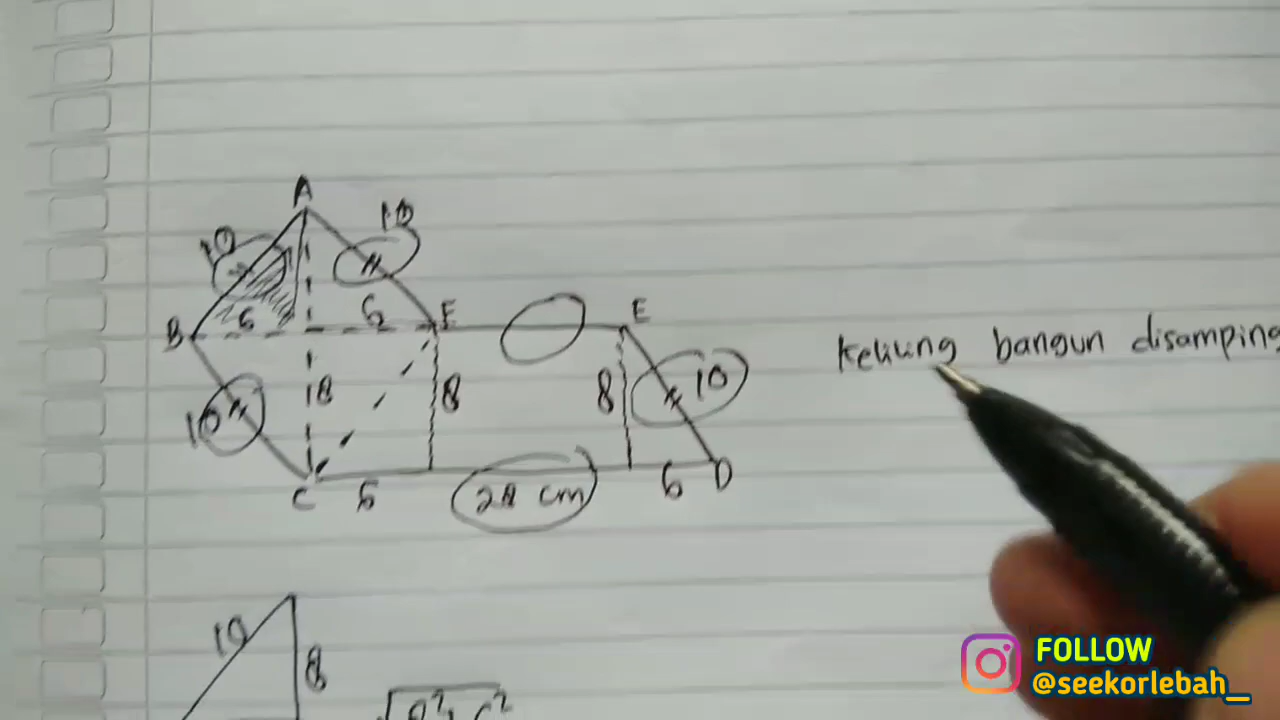 A
10
10
B
6
6
F
E
10
18
8
8
10
C
6
28 cm
6
D
Keliling bangun disamping
10
8
FOLLOW
@seekorlebah_